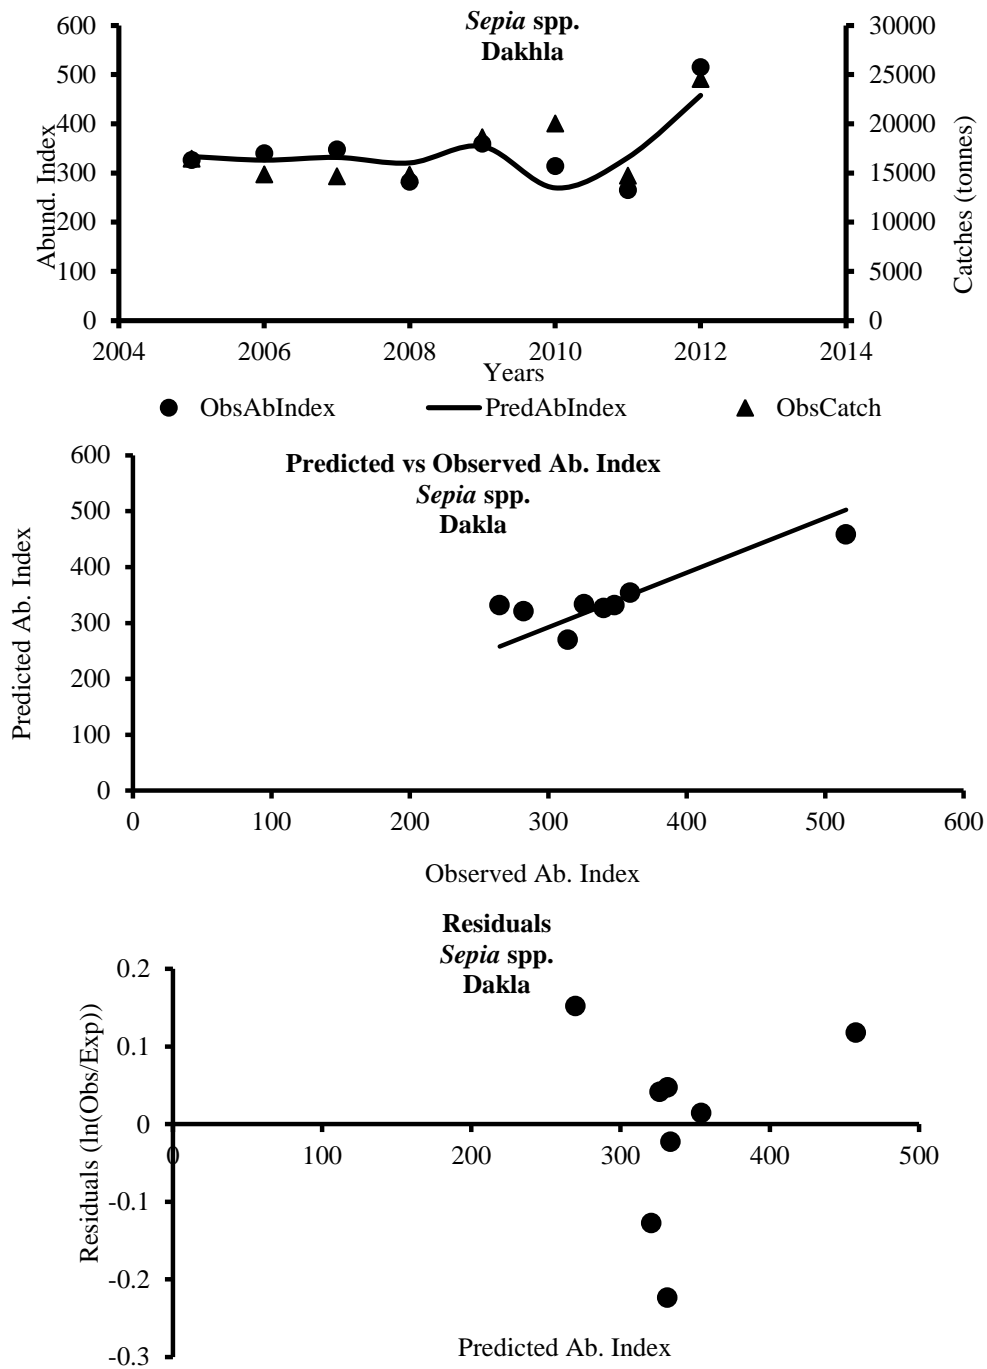 Sepia spp.
Dakhla
600
500
400
300
200
100
0
Abund. Index
30000
25000
20000
15000
10000
5000
0
Catches (tonnes)
2004 2006 2008 2010 2012 2014
Years
ObsAbIndex PredAbIndex ObsCatch
Predicted vs Observed Ab. Index
Sepia spp.
Dakla
600
500
400
300
200
100
0
Predicted Ab. Index
0 100 200 300 400 500 600
Observed Ab. Index
Residuals
Sepia spp.
Dakla
0.2
0.1
0
-0.1
-0.2
-0.3
Residuals (ln(Obs/Exp))
0 100 200 300 400 500
Predicted Ab. Index